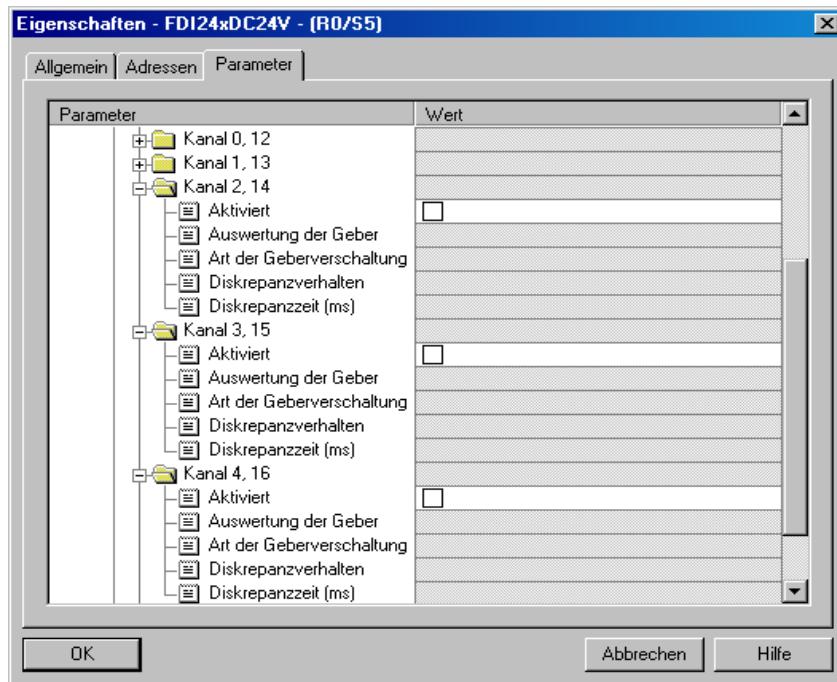 Eigenschaften - FDI24xDC24V - (R0/S5)
Allgemein Adressen Parameter
Parameter Wert
Kanal 0, 12
Kanal 1, 13
Kanal 2, 14
Aktiviert
Auswertung der Geber
Art der Geberverschaltung
Diskrepanzverhalten
Diskrepanzzeit (ms)
Kanal 3, 15
Aktiviert
Auswertung der Geber
Art der Geberverschaltung
Diskrepanzverhalten
Diskrepanzzeit (ms)
Kanal 4, 16
Aktiviert
Auswertung der Geber
Art der Geberverschaltung
Diskrepanzverhalten
Diskrepanzzeit (ms)
OK Abbrechen Hilfe